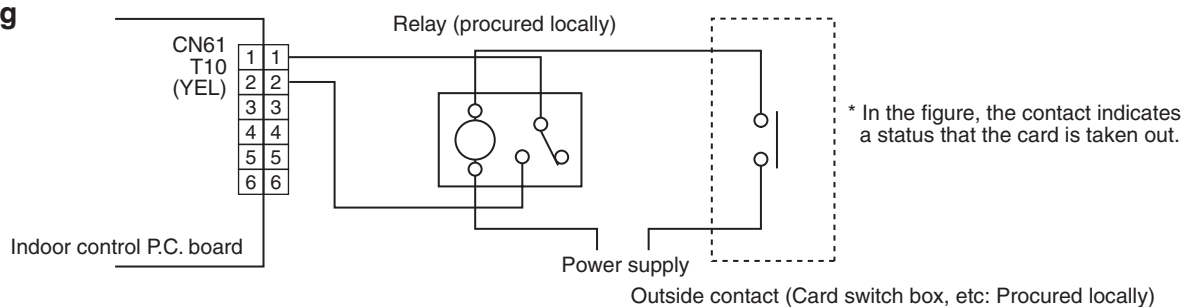 g
Relay (procured locally)
CN61
T10
(YEL)
1 1
2 2
3 3
4 4
5 5
6 6
* In the figure, the contact indicates
a status that the card is taken out.
Indoor control P.C. board
Power supply
Outside contact (Card switch box, etc: Procured locally)